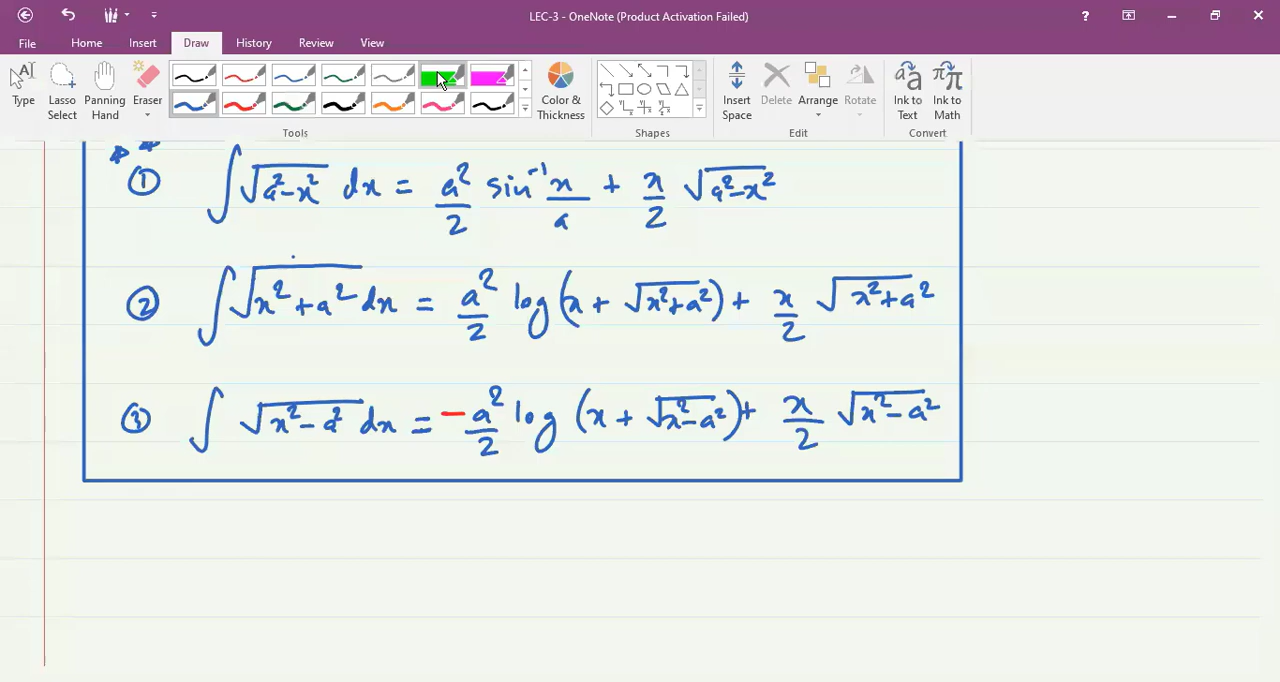 LEC-3 - OneNote (Product Activation Failed)
File Home Insert Draw History Review View
Type Lasso Select Panning Hand Eraser Color & Thickness Insert Space Delete Arrange Rotate Ink to Text Ink to Math
Tools Shapes Edit Convert
① ∫ √(a²-x²) dx = a²/2 sin⁻¹ x/a + x/2 √(a²-x²)
② ∫ √(x²+a²) dx = a²/2 log(x + √(x²+a²)) + x/2 √(x²+a²)
③ ∫ √(x²-a²) dx = -a²/2 log (x + √(x²-a²)) + x/2 √(x²-a²)